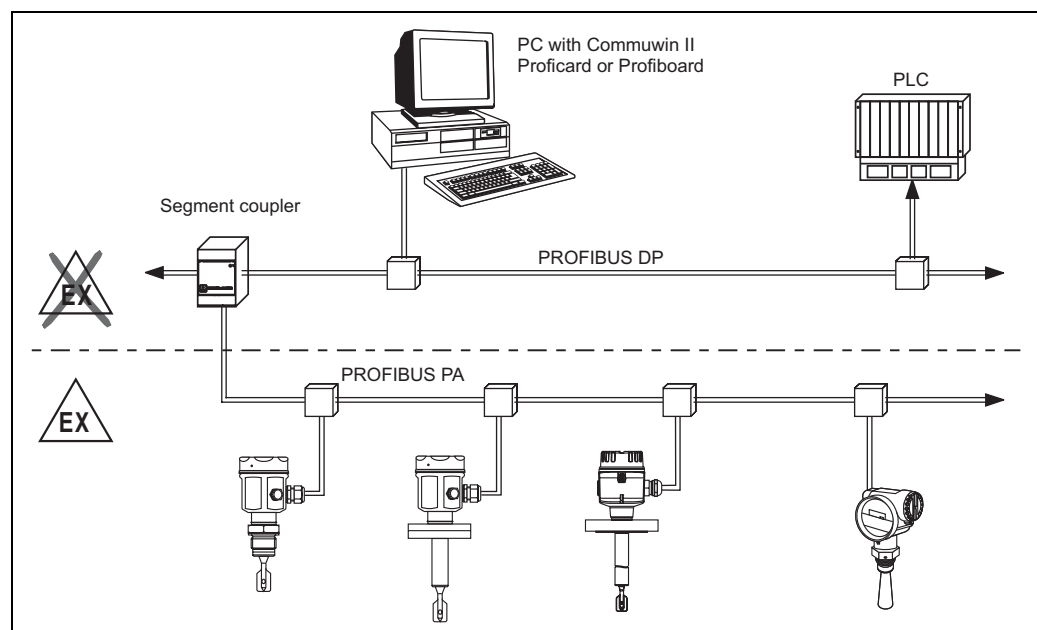 PC with Commuwin II
Proficard or Profiboard
PLC
Segment coupler
PROFIBUS DP
EX
PROFIBUS PA
EX